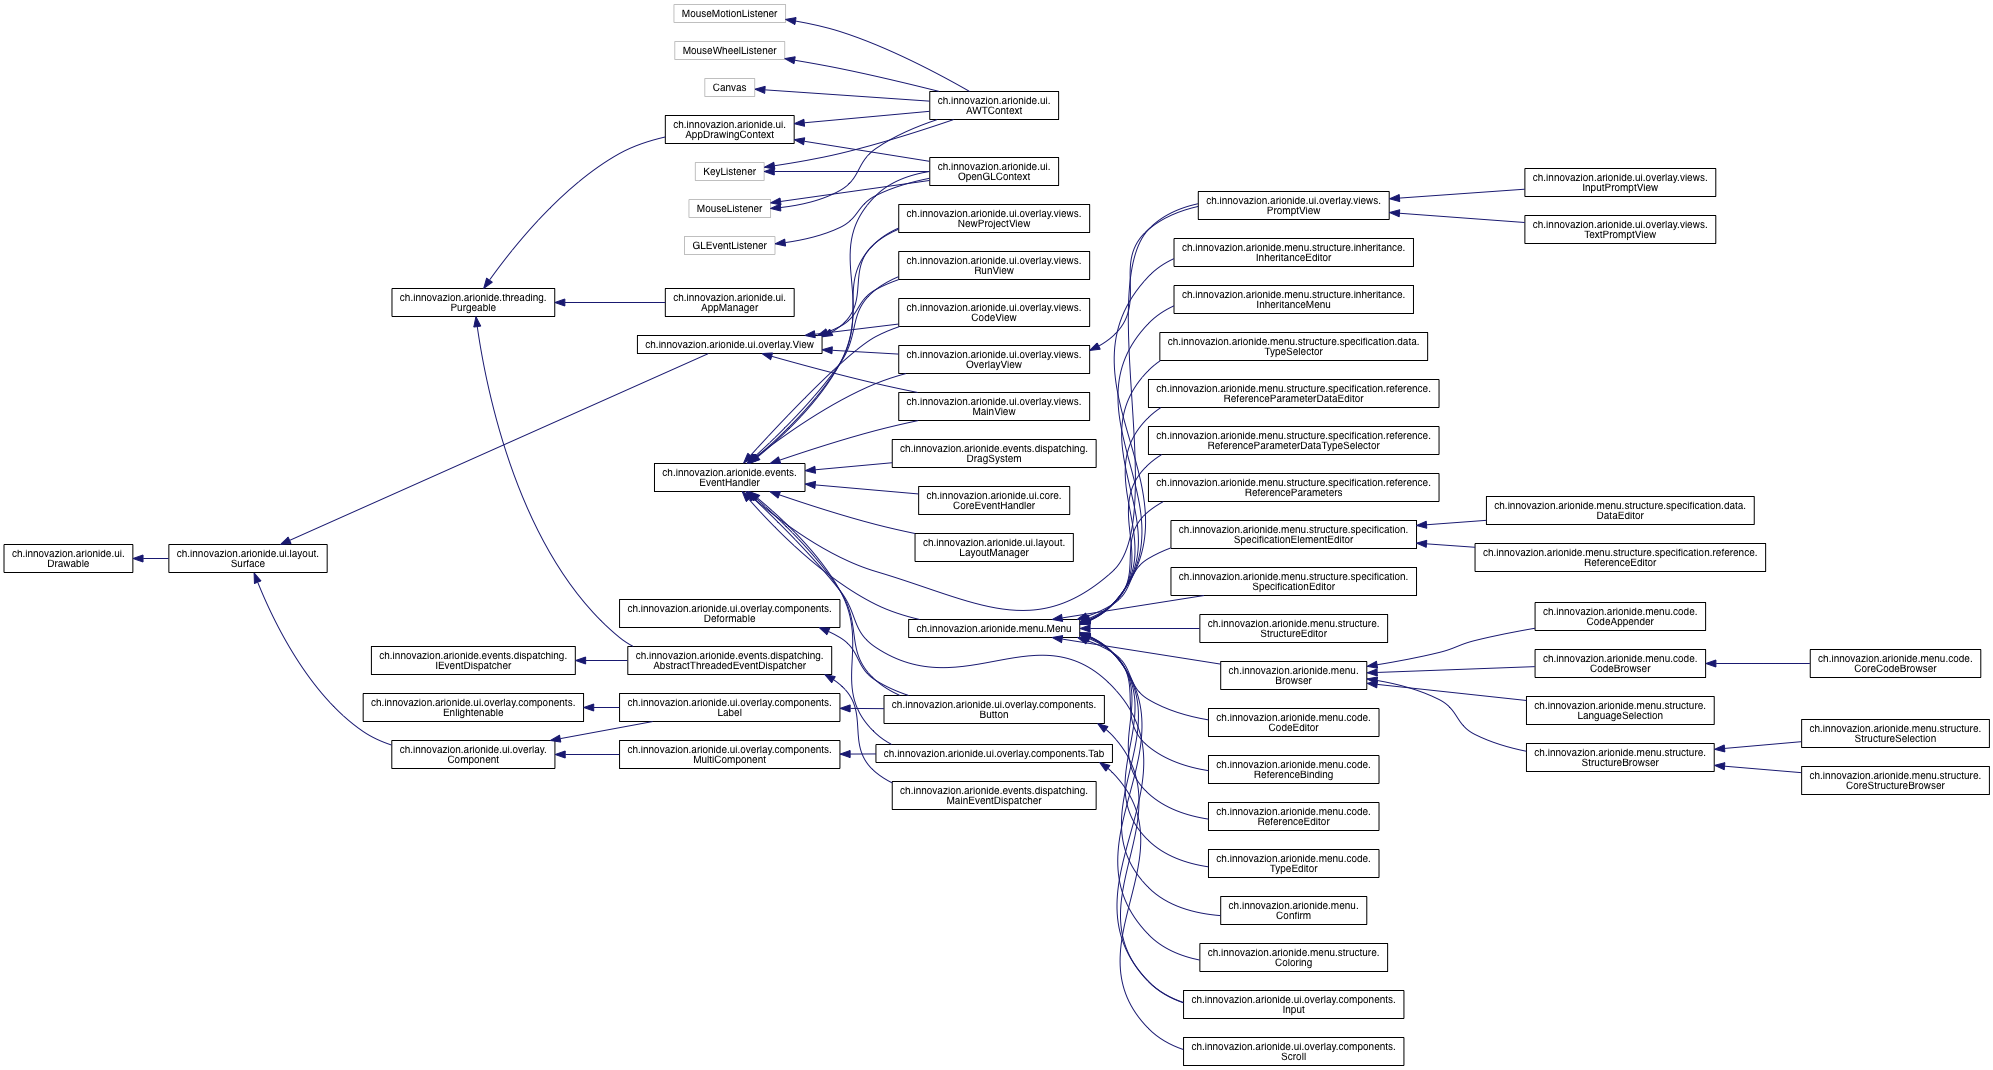 MouseMotionListener
MouseWheelListener
Canvas
ch.innovazion.arionide.ui.
AWTContext
ch.innovazion.arionide.ui.
AppDrawingContext
KeyListener
ch.innovazion.arionide.ui.
OpenGLContext
MouseListener
GLEventListener
ch.innovazion.arionide.ui.overlay.views.
NewProjectView
ch.innovazion.arionide.ui.overlay.views.
RunView
ch.innovazion.arionide.threading.
Purgeable
ch.innovazion.arionide.ui.
AppManager
ch.innovazion.arionide.ui.overlay.views.
CodeView
ch.innovazion.arionide.ui.overlay.View
ch.innovazion.arionide.ui.overlay.views.
OverlayView
ch.innovazion.arionide.ui.overlay.views.
MainView
ch.innovazion.arionide.events.
EventHandler
ch.innovazion.arionide.events.dispatching.
DragSystem
ch.innovazion.arionide.ui.core.
CoreEventHandler
ch.innovazion.arionide.ui.layout.
LayoutManager
ch.innovazion.arionide.ui.
Drawable
ch.innovazion.arionide.ui.layout.
Surface
ch.innovazion.arionide.ui.overlay.components.
Deformable
ch.innovazion.arionide.menu.Menu
ch.innovazion.arionide.events.dispatching.
IEventDispatcher
ch.innovazion.arionide.events.dispatching.
AbstractThreadedEventDispatcher
ch.innovazion.arionide.ui.overlay.components.
Enlightenable
ch.innovazion.arionide.ui.overlay.components.
Label
ch.innovazion.arionide.ui.overlay.components.
Button
ch.innovazion.arionide.ui.overlay.
Component
ch.innovazion.arionide.ui.overlay.components.
MultiComponent
ch.innovazion.arionide.ui.overlay.components.Tab
ch.innovazion.arionide.events.dispatching.
MainEventDispatcher
ch.innovazion.arionide.ui.overlay.views.
PromptView
ch.innovazion.arionide.ui.overlay.views.
InputPromptView
ch.innovazion.arionide.ui.overlay.views.
TextPromptView
ch.innovazion.arionide.menu.structure.inheritance.
InheritanceEditor
ch.innovazion.arionide.menu.structure.inheritance.
InheritanceMenu
ch.innovazion.arionide.menu.structure.specification.data.
TypeSelector
ch.innovazion.arionide.menu.structure.specification.reference.
ReferenceParameterDataEditor
ch.innovazion.arionide.menu.structure.specification.reference.
ReferenceParameterDataTypeSelector
ch.innovazion.arionide.menu.structure.specification.reference.
ReferenceParameters
ch.innovazion.arionide.menu.structure.specification.
SpecificationElementEditor
ch.innovazion.arionide.menu.structure.specification.data.
DataEditor
ch.innovazion.arionide.menu.structure.specification.reference.
ReferenceEditor
ch.innovazion.arionide.menu.structure.specification.
SpecificationEditor
ch.innovazion.arionide.menu.structure.
StructureEditor
ch.innovazion.arionide.menu.
Browser
ch.innovazion.arionide.menu.code.
CodeAppender
ch.innovazion.arionide.menu.code.
CodeBrowser
ch.innovazion.arionide.menu.code.
CoreCodeBrowser
ch.innovazion.arionide.menu.structure.
LanguageSelection
ch.innovazion.arionide.menu.structure.
StructureBrowser
ch.innovazion.arionide.menu.structure.
StructureSelection
ch.innovazion.arionide.menu.structure.
CoreStructureBrowser
ch.innovazion.arionide.menu.code.
CodeEditor
ch.innovazion.arionide.menu.code.
ReferenceBinding
ch.innovazion.arionide.menu.code.
ReferenceEditor
ch.innovazion.arionide.menu.code.
TypeEditor
ch.innovazion.arionide.menu.
Confirm
ch.innovazion.arionide.menu.structure.
Coloring
ch.innovazion.arionide.ui.overlay.components.
Input
ch.innovazion.arionide.ui.overlay.components.
Scroll